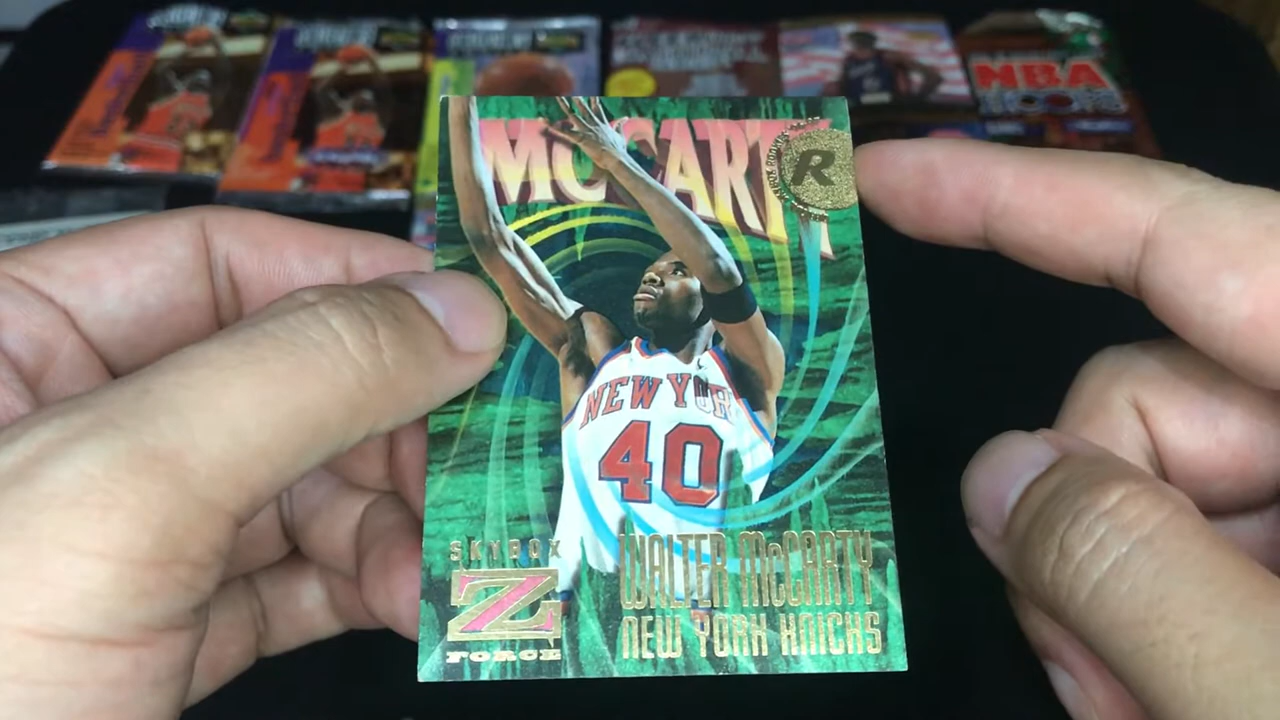 NBA
HOOPS
MCCARTY
R
NEW YORK
40
SKYBOX
Z
FORCE
WALTER McCARTY
NEW YORK KNICKS